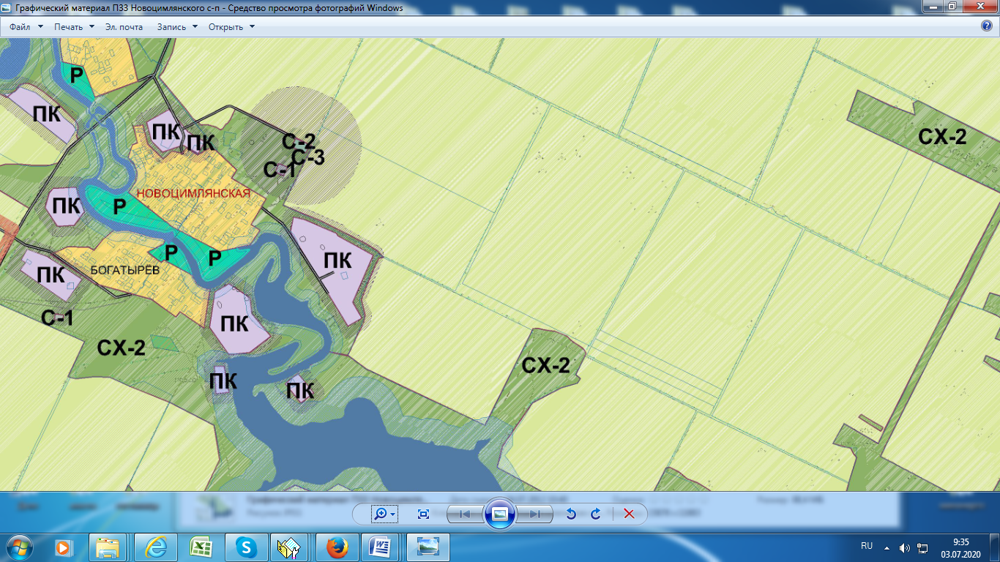 Графический материал ПЗЗ Новоцимлянского с-п - Средство просмотра фотографий Windows
Файл Печать Эл. почта Запись Открыть
Р
ПК
ПК
ПК
С-2
С-3
С-1
СХ-2
НОВОЦИМЛЯНСКАЯ
ПК
Р
Р
Р
ПК
БОГАТЫРЁВ
ПК
С-1
ПК
СХ-2
СХ-2
ПК
ПК
RU
9:35
03.07.2020